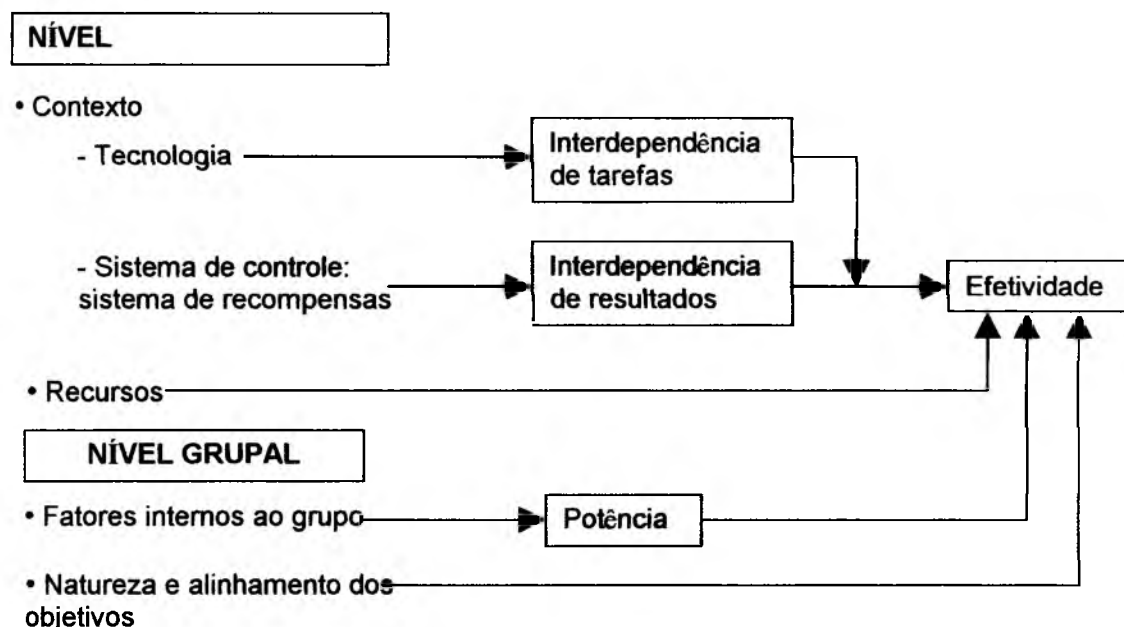 NÍVEL
• Contexto
- Tecnologia
Interdependência
de tarefas
- Sistema de controle:
sistema de recompensas
Interdependência
de resultados
Efetividade
• Recursos
NÍVEL GRUPAL
• Fatores internos ao grupo
Potência
• Natureza e alinhamento dos
objetivos